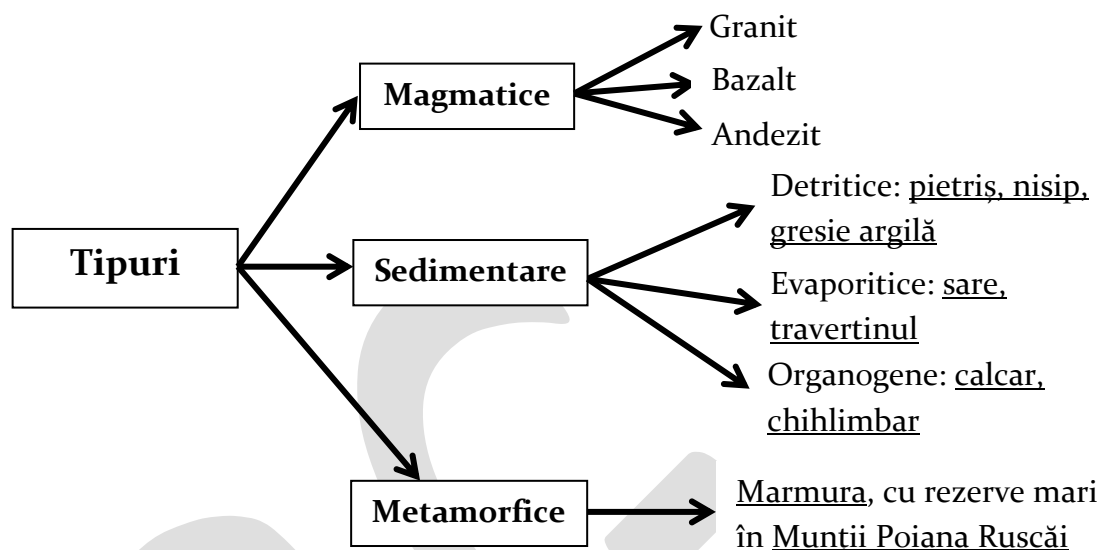 Tipuri
Magmatice
Granit
Bazalt
Andezit
Sedimentare
Detritice: pietriș, nisip,
gresie argilă
Evaporitice: sare,
travertinul
Organogene: calcar,
chihlimbar
Metamorfice
Marmura, cu rezerve mari
în Munții Poiana Ruscăi